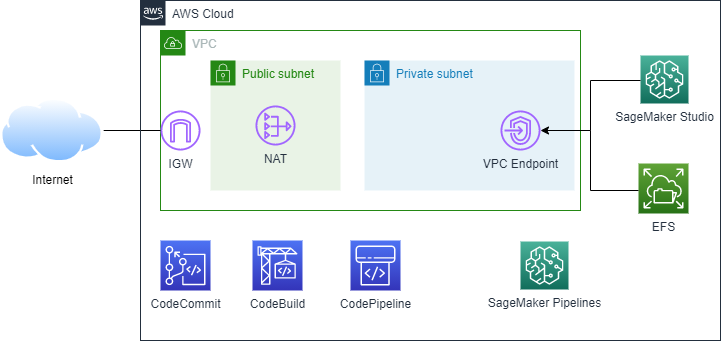 aws
AWS Cloud
VPC
Public subnet
Private subnet
SageMaker Studio
NAT
IGW
VPC Endpoint
Internet
EFS
CodeCommit
CodeBuild
CodePipeline
SageMaker Pipelines